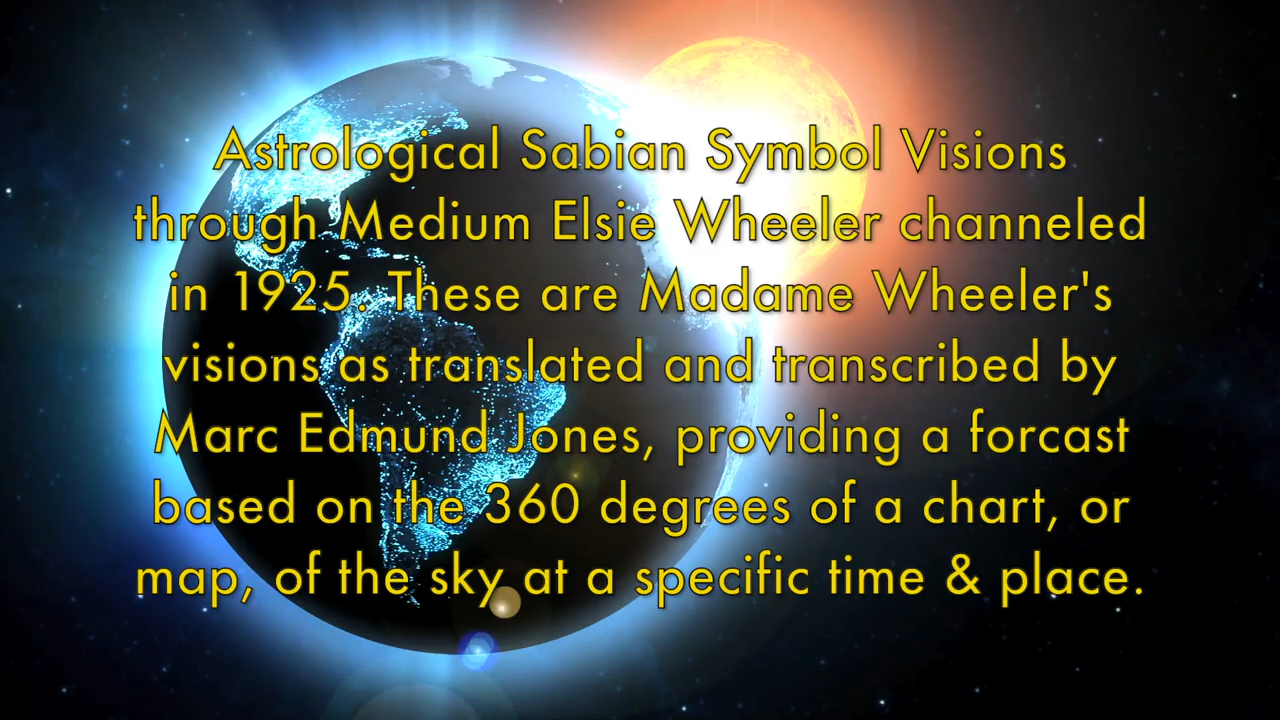 Astrological Sabian Symbol Visions
through Medium Elsie Wheeler channeled
in 1925. These are Madame Wheeler's
visions as translated and transcribed by
Marc Edmund Jones, providing a forcast
based on the 360 degrees of a chart, or
map, of the sky at a specific time & place.